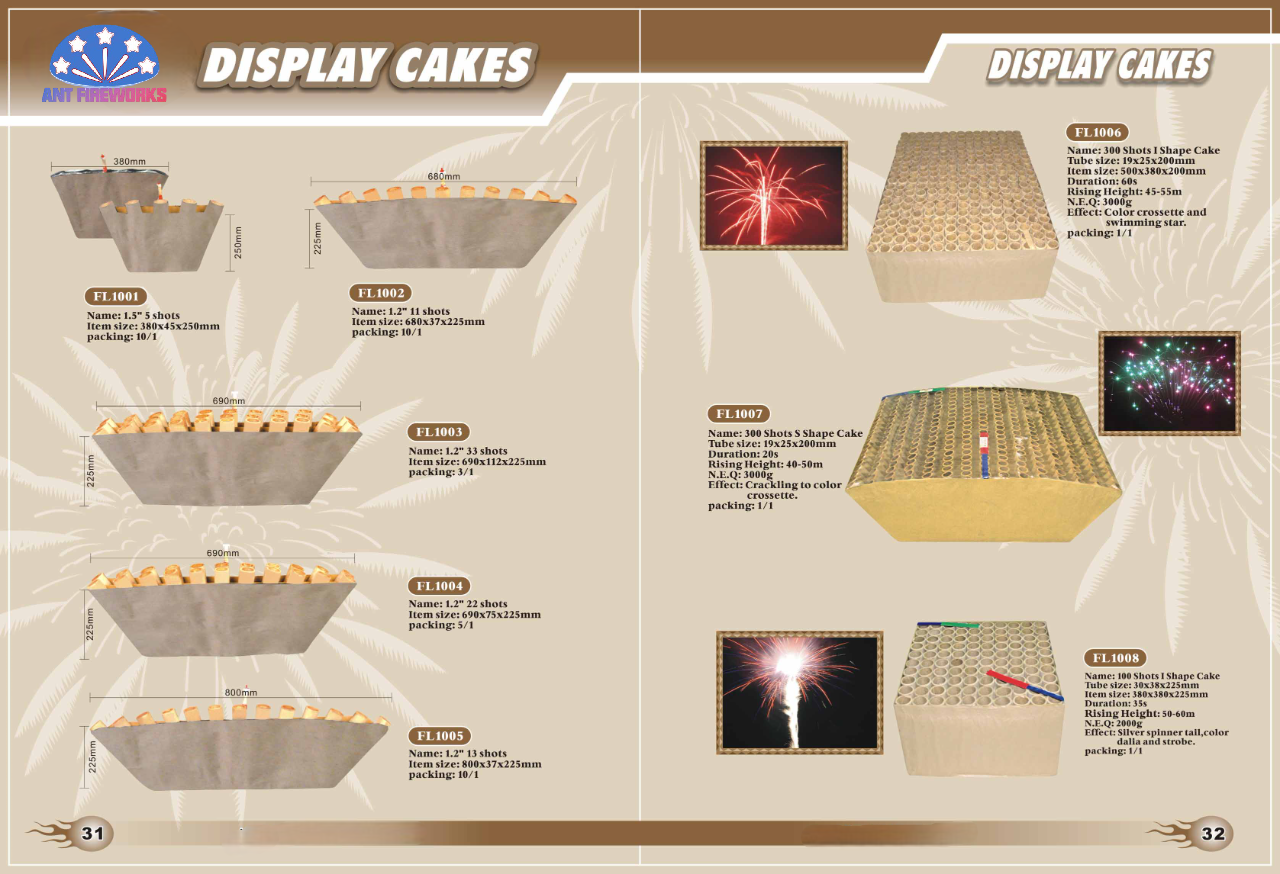 ANT FIREWORKS
DISPLAY CAKES
380mm
250mm
FL1001
Name: 1.5" 5 shots
Item size: 380x45x250mm
packing: 10/1
680mm
225mm
FL1002
Name: 1.2" 11 shots
Item size: 680x37x225mm
packing: 10/1
690mm
225mm
FL1003
Name: 1.2" 33 shots
Item size: 690x112x225mm
packing: 3/1
690mm
225mm
FL1004
Name: 1.2" 22 shots
Item size: 690x75x225mm
packing: 5/1
800mm
225mm
FL1005
Name: 1.2" 13 shots
Item size: 800x37x225mm
packing: 10/1
31
DISPLAY CAKES
FL1006
Name: 300 Shots I Shape Cake
Tube size: 19x25x200mm
Item size: 500x380x200mm
Duration: 60s
Rising Height: 45-55m
N.E.Q: 3000g
Effect: Color crossette and
swimming star.
packing: 1/1
FL1007
Name: 300 Shots S Shape Cake
Tube size: 19x25x200mm
Duration: 20s
Rising Height: 40-50m
N.E.Q: 3000g
Effect: Crackling to color
crossette.
packing: 1/1
FL1008
Name: 100 Shots I Shape Cake
Tube size: 30x38x225mm
Item size: 380x380x225mm
Duration: 35s
Rising Height: 50-60m
N.E.Q: 2000g
Effect: Silver spinner tail,color
dalia and strobe.
packing: 1/1
32